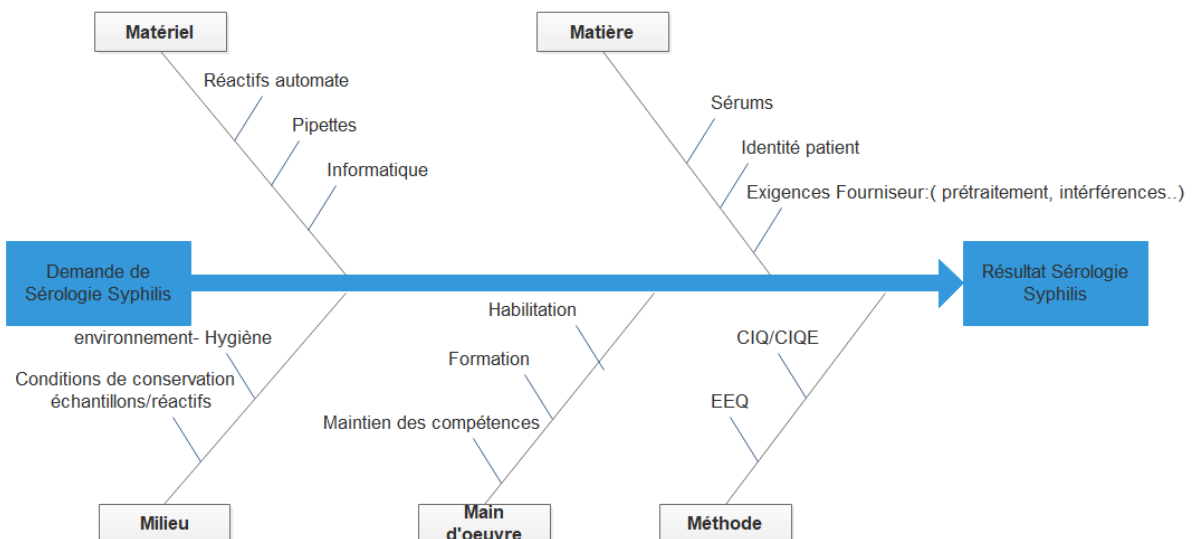 Matériel
Matière
Réactifs automate
Pipettes
Informatique
Sérums
Identité patient
Exigences Fourniseur:( prétraitement, intérférences..)
Demande de
Sérologie Syphilis
Résultat Sérologie
Syphilis
environnement- Hygiène
Conditions de conservation
échantillons/réactifs
Habilitation
Formation
Maintien des compétences
CIQ/CIQE
EEQ
Milieu
Main
d'oeuvre
Méthode